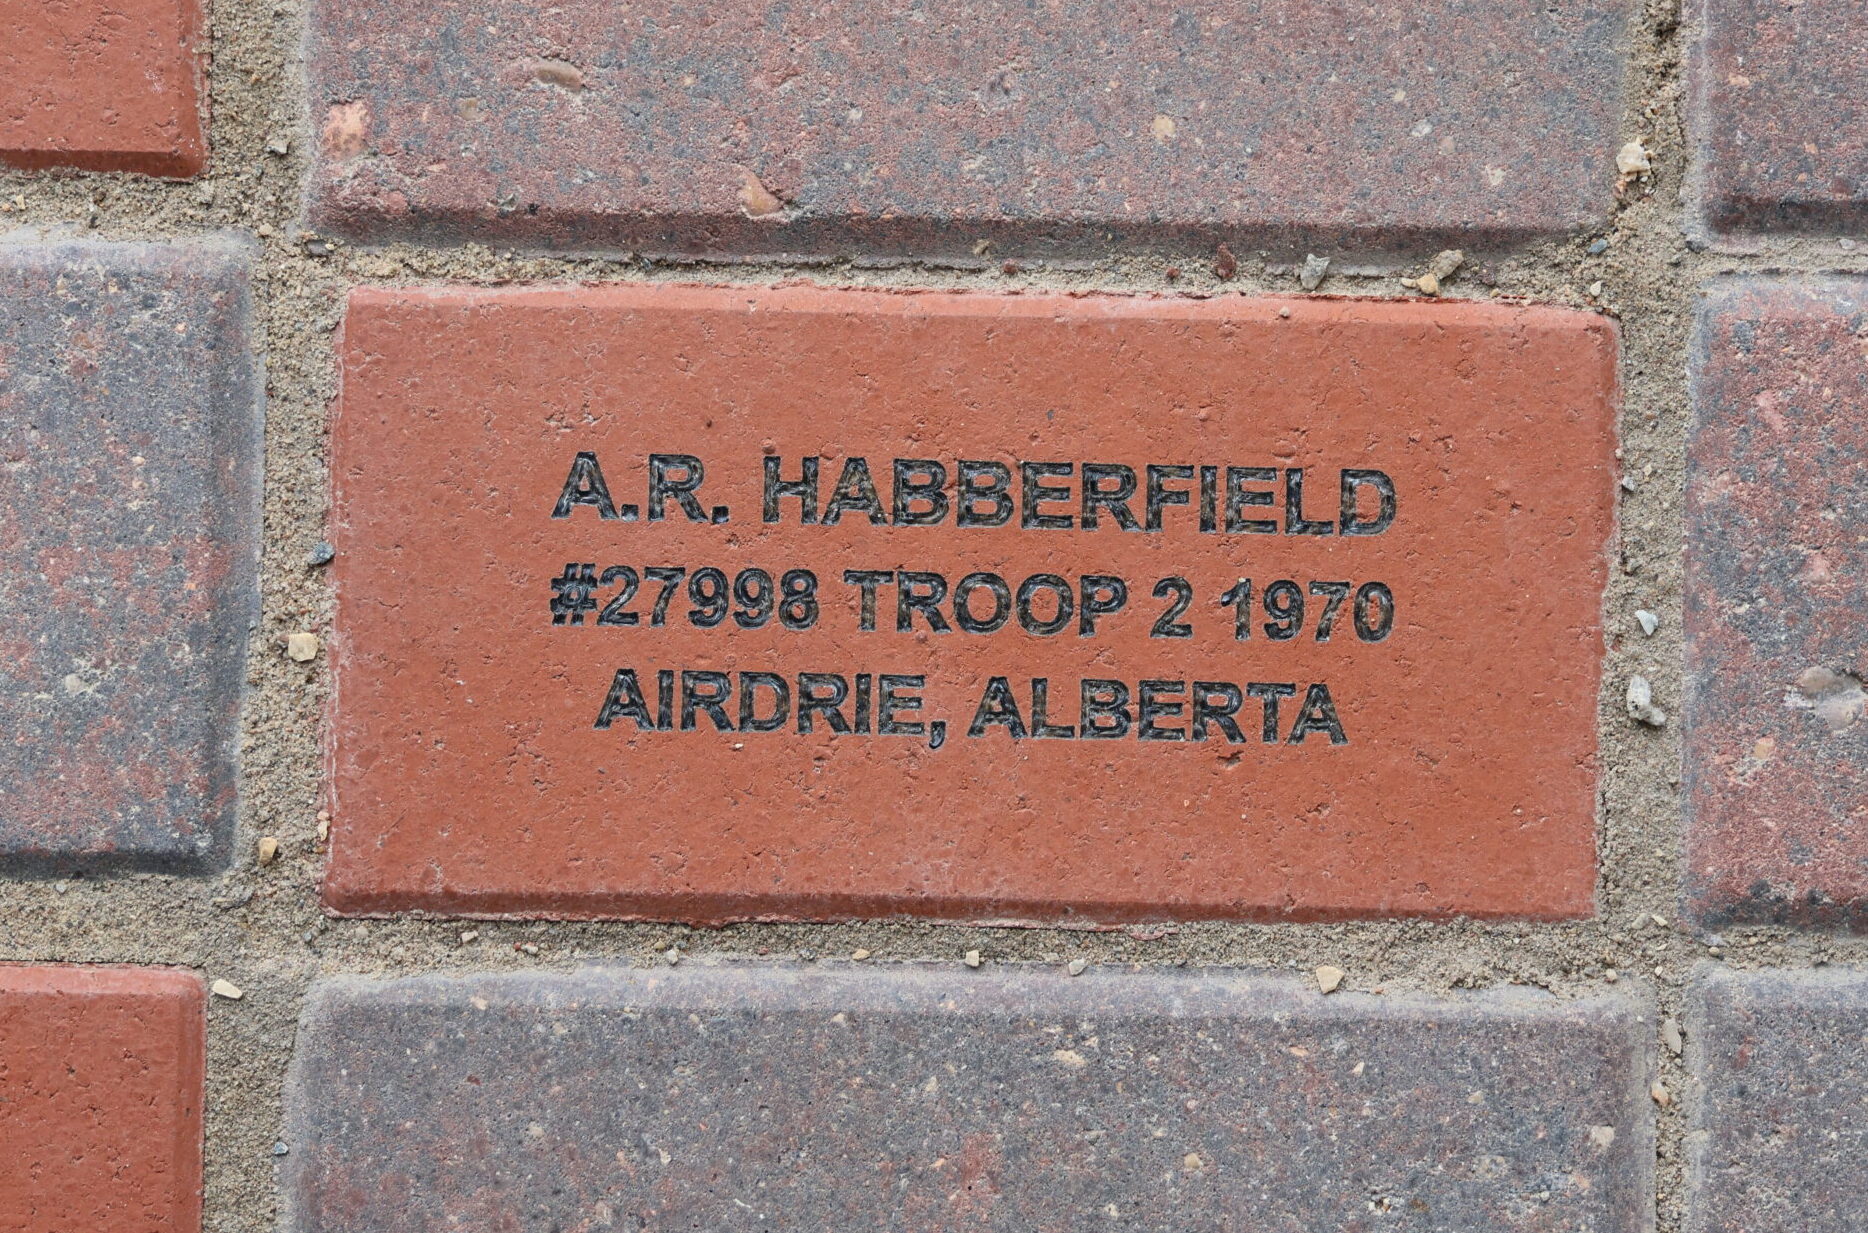 A.R. HABBERFIELD
#27998 TROOP 2 1970
AIRDRIE, ALBERTA